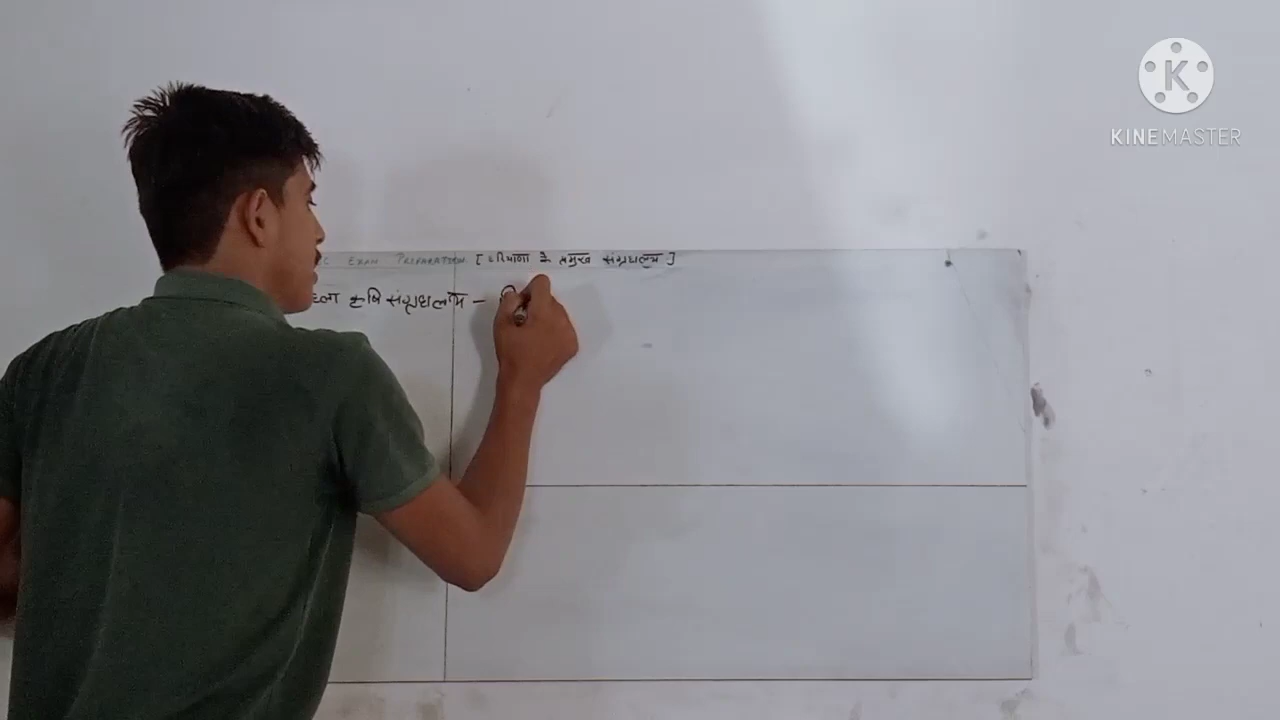 EXAM PREPARATION [हरियाणा के प्रमुख संग्रहालय]
कृषि संग्रहालय -
K
KINEMASTER